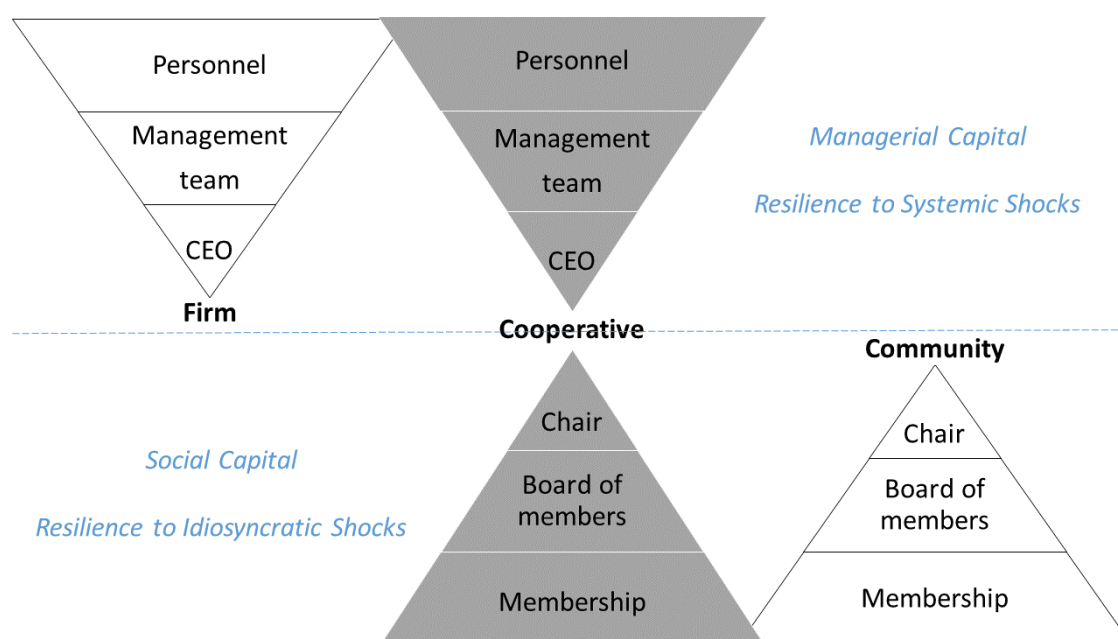 Personnel
Management
team
CEO
Firm
Personnel
Management
team
CEO
Managerial Capital
Resilience to Systemic Shocks
Cooperative
Social Capital
Resilience to Idiosyncratic Shocks
Chair
Board of
members
Membership
Community
Chair
Board of
members
Membership